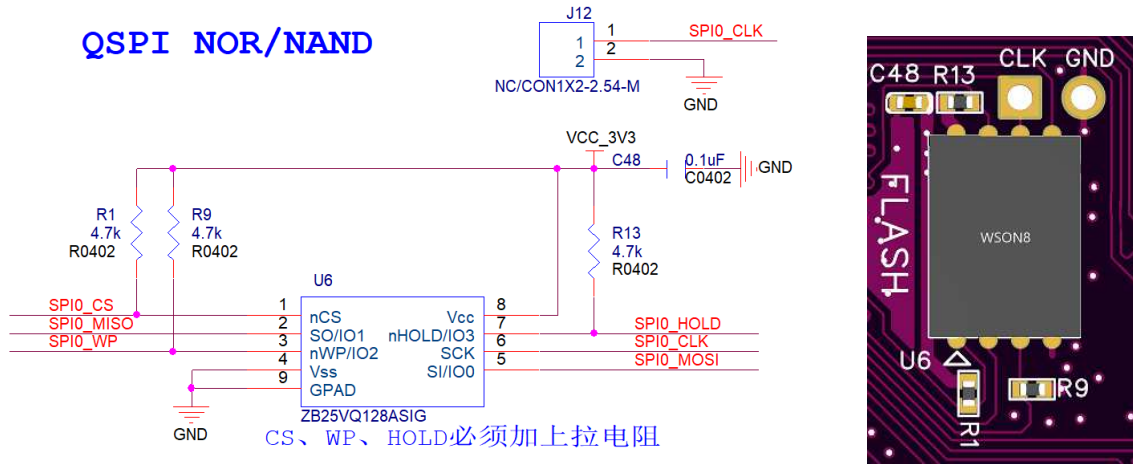 QSPI NOR/NAND
J12
1
2
1
2
SPI0_CLK
NC/CON1X2-2.54-M
GND
VCC_3V3
C48
0.1uF
C0402
GND
R1
4.7k
R0402
R9
4.7k
R0402
R13
4.7k
R0402
U6
SPI0_CS
SPI0_MISO
SPI0_WP
1
2
3
4
9
nCS
SO/IO1
nWP/IO2
Vss
GPAD
Vcc
nHOLD/IO3
SCK
SI/IO0
8
7
6
5
SPI0_HOLD
SPI0_CLK
SPI0_MOSI
GND
ZB25VQ128ASIG
CS、WP、HOLD必须加上拉电阻
C48
R13
CLK
GND
FLASH
WSON8
U6
R1
R9